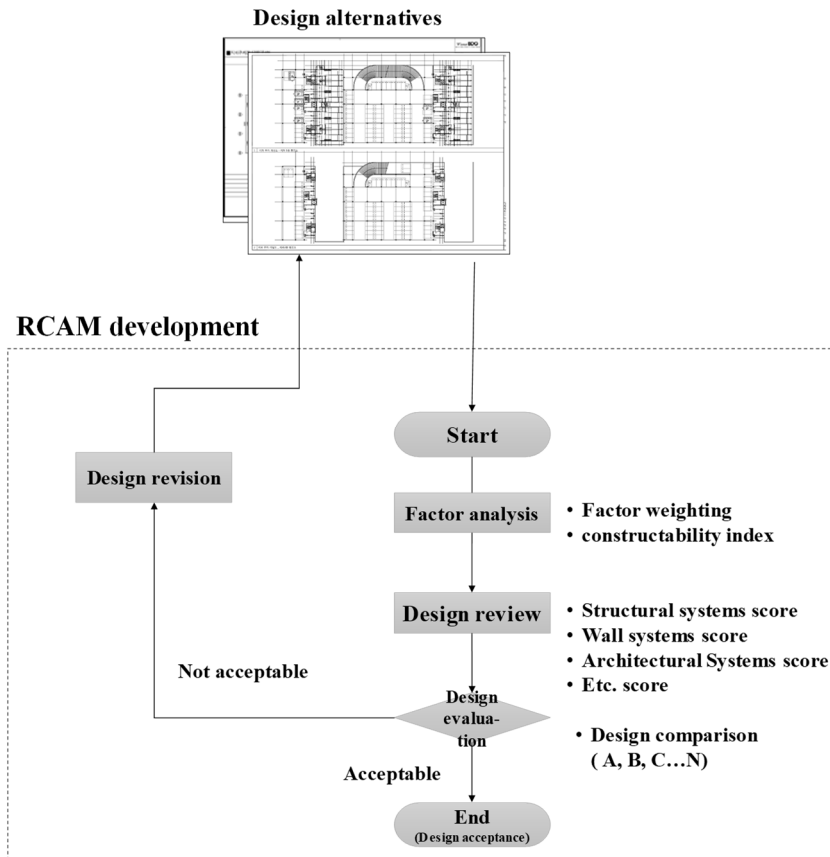 Design alternatives
RCAM development
Start
Design revision
Factor analysis
• Factor weighting
• constructability index
Design review
• Structural systems score
• Wall systems score
• Architectural Systems score
• Etc. score
Not acceptable
Design
evalua-
tion
• Design comparison
( A, B, C…N)
Acceptable
End
(Design acceptance)